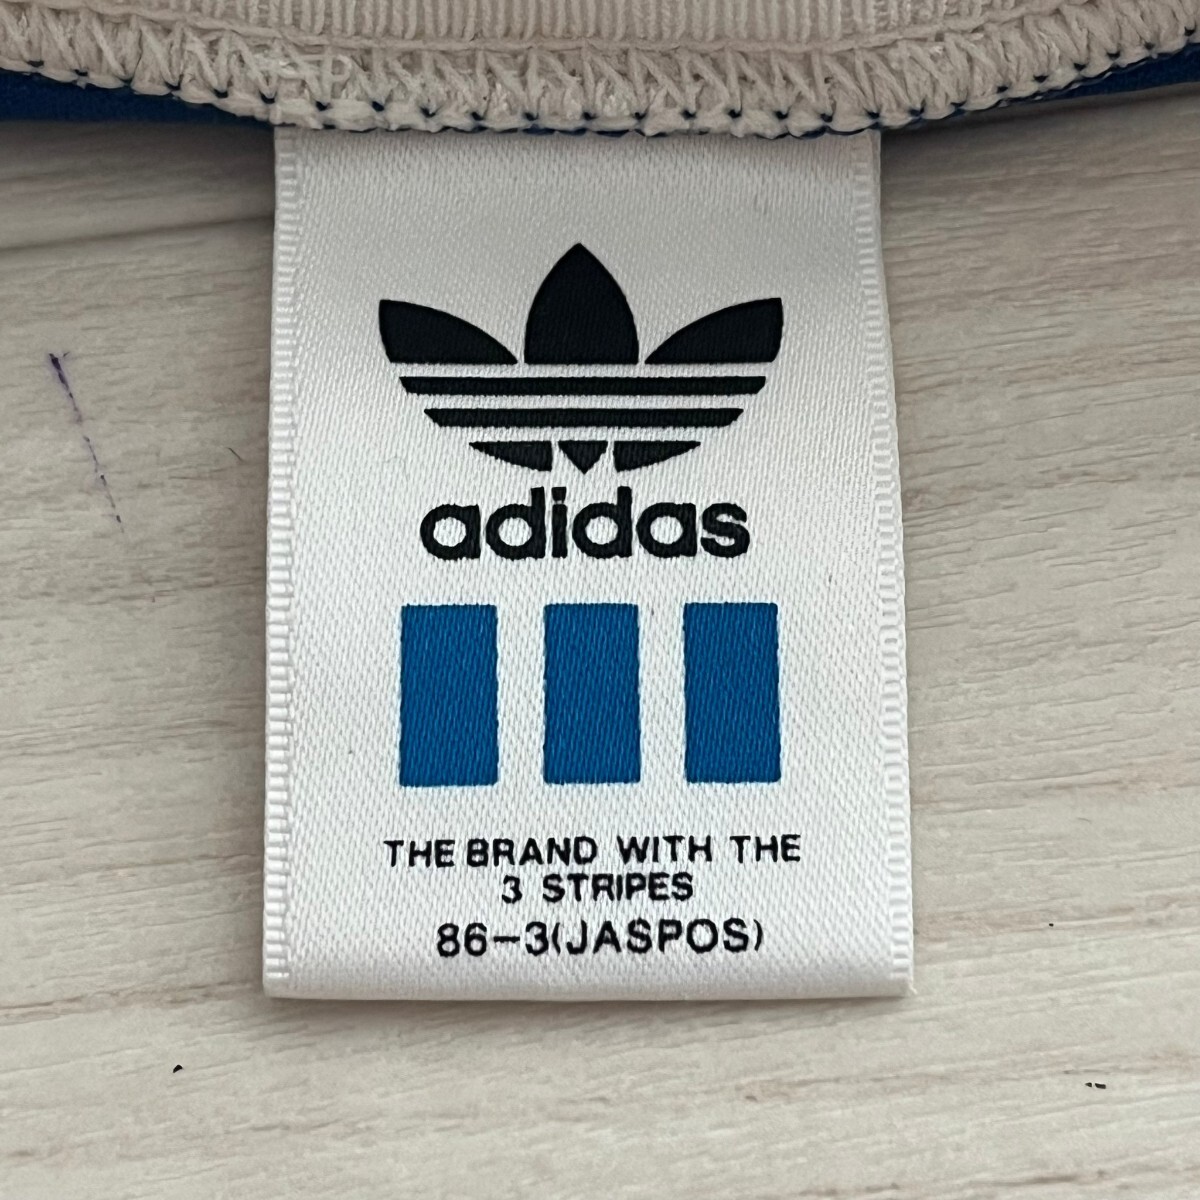 adidas
THE BRAND WITH THE
3 STRIPES
86-3(JASPOS)